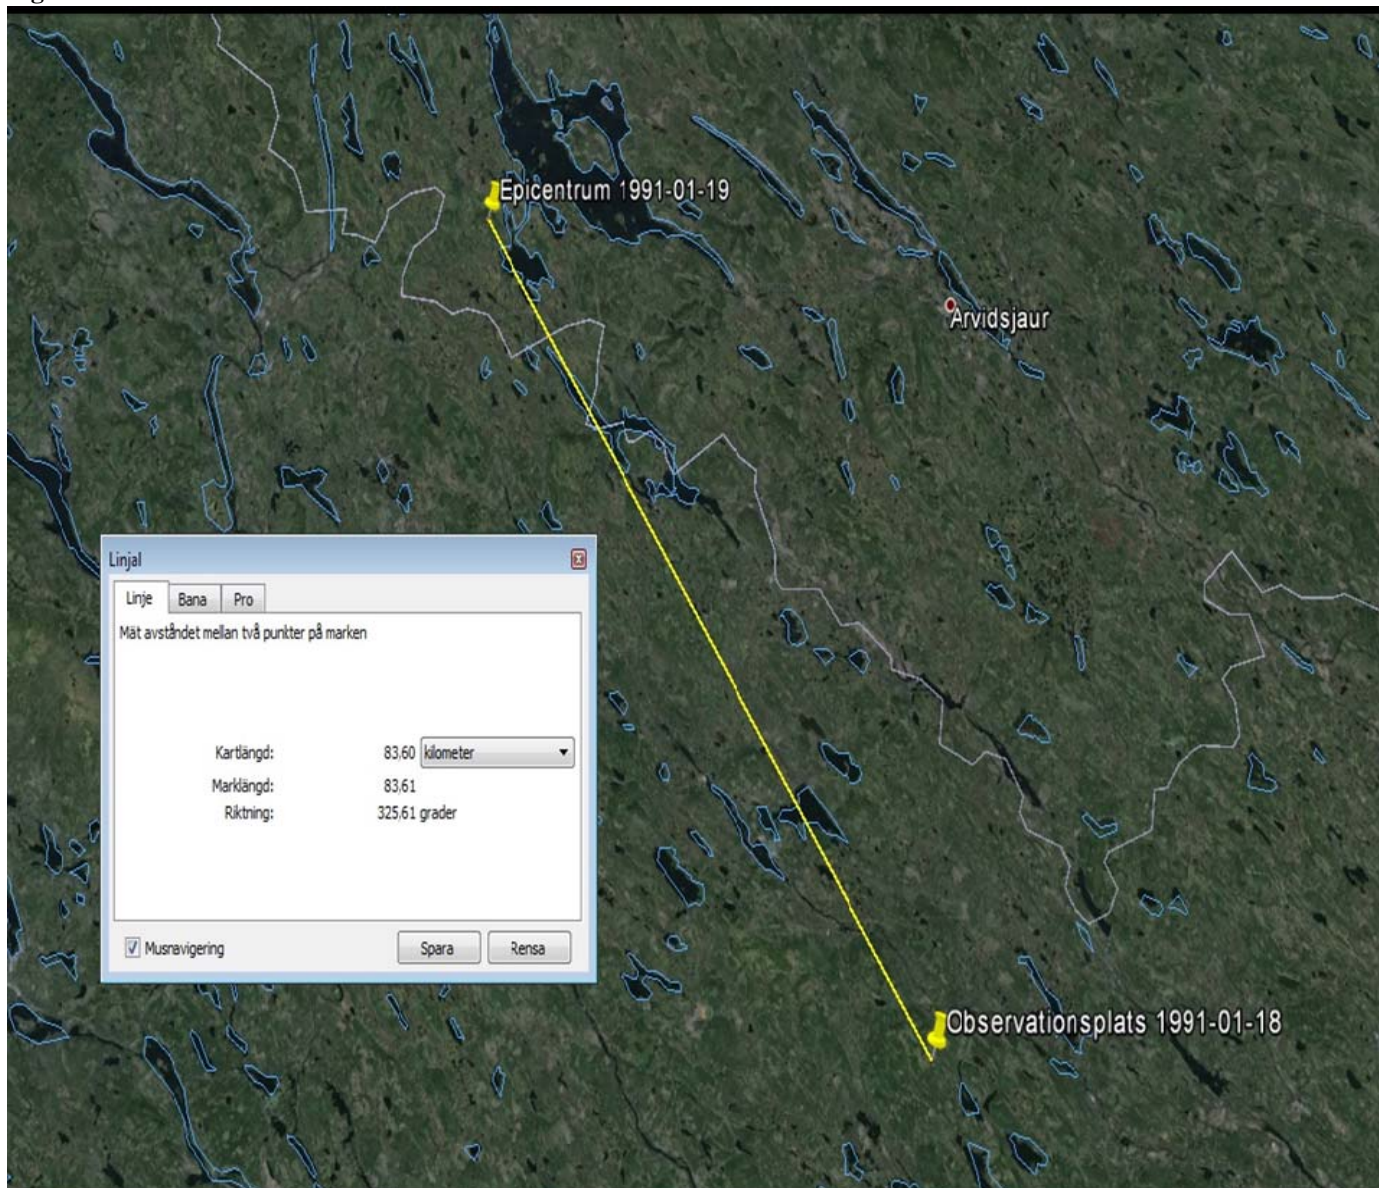 Epicentrum 1991-01-19
Arvidsjaur
Linjal
Linje Bana Pro
Mät avståndet mellan två punkter på marken
Kartlängd: 83,60 kilometer
Marklängd: 83,61
Riktning: 325,61 grader
Musnavigering Spara Rensa
Observationsplats 1991-01-18